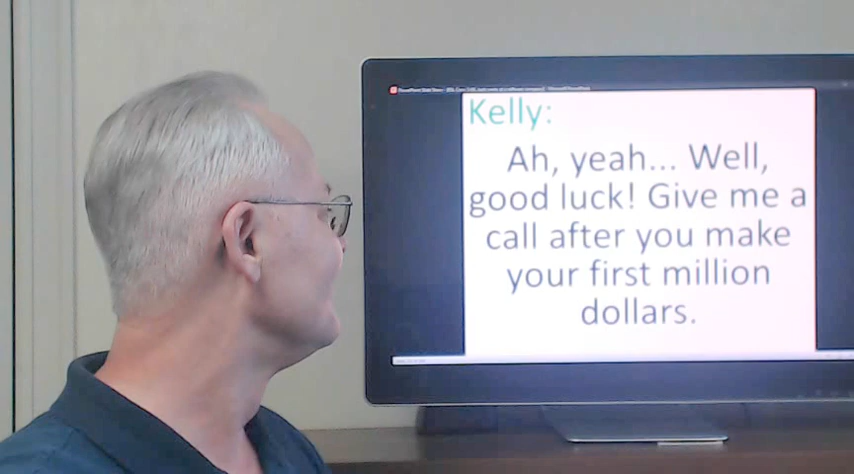 Kelly:
Ah, yeah... Well,
good luck! Give me a
call after you make
your first million
dollars.